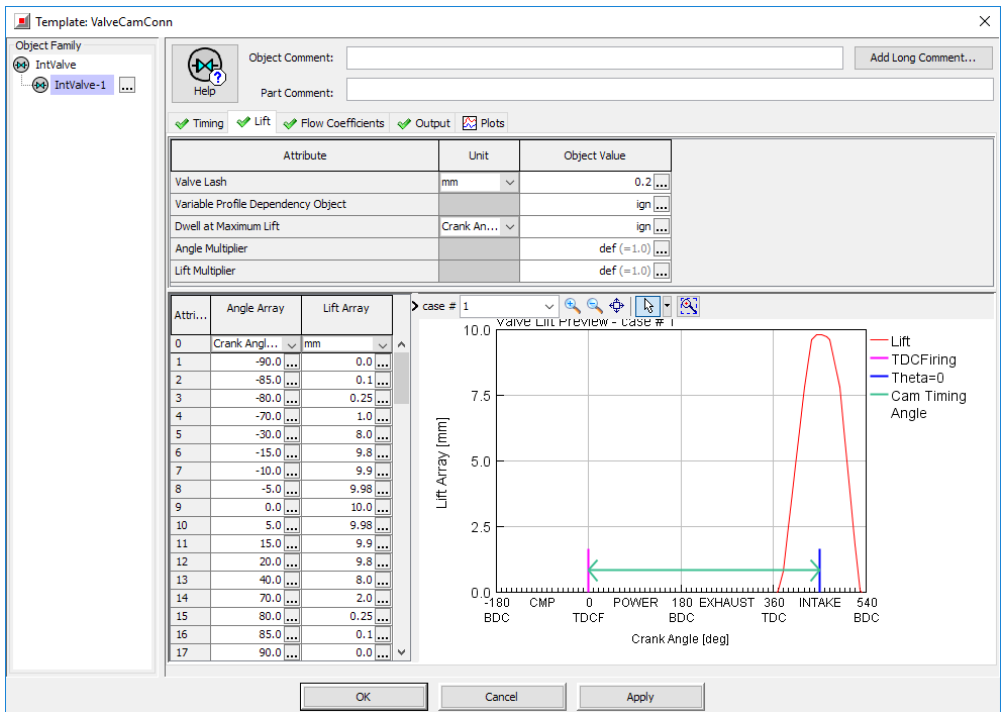 Template: ValveCamConn
Object Family
IntValve
IntValve-1 ...
Help
Object Comment:
Add Long Comment...
Part Comment:
Timing Lift Flow Coefficients Output Plots
Attribute Unit Object Value
Valve Lash mm 0.2 ...
Variable Profile Dependency Object ign ...
Dwell at Maximum Lift Crank An... ign ...
Angle Multiplier def (=1.0) ...
Lift Multiplier def (=1.0) ...
Attri... Angle Array Lift Array
0 Crank Angl... mm
1 -90.0 ... 0.0 ...
2 -85.0 ... 0.1 ...
3 -80.0 ... 0.25 ...
4 -70.0 ... 1.0 ...
5 -30.0 ... 8.0 ...
6 -15.0 ... 9.8 ...
7 -10.0 ... 9.9 ...
8 -5.0 ... 9.98 ...
9 0.0 ... 10.0 ...
10 5.0 ... 9.98 ...
11 15.0 ... 9.9 ...
12 20.0 ... 9.8 ...
13 40.0 ... 8.0 ...
14 70.0 ... 2.0 ...
15 80.0 ... 0.25 ...
16 85.0 ... 0.1 ...
17 90.0 ... 0.0 ...
case # 1
Valve Lift Preview - case # 1
10.0
7.5
5.0
2.5
0.0
Lift Array [mm]
-180 CMP 0 POWER 180 EXHAUST 360 INTAKE 540
BDC TDCF BDC TDC BDC
Crank Angle [deg]
Lift
TDCFiring
Theta=0
Cam Timing
Angle
OK Cancel Apply